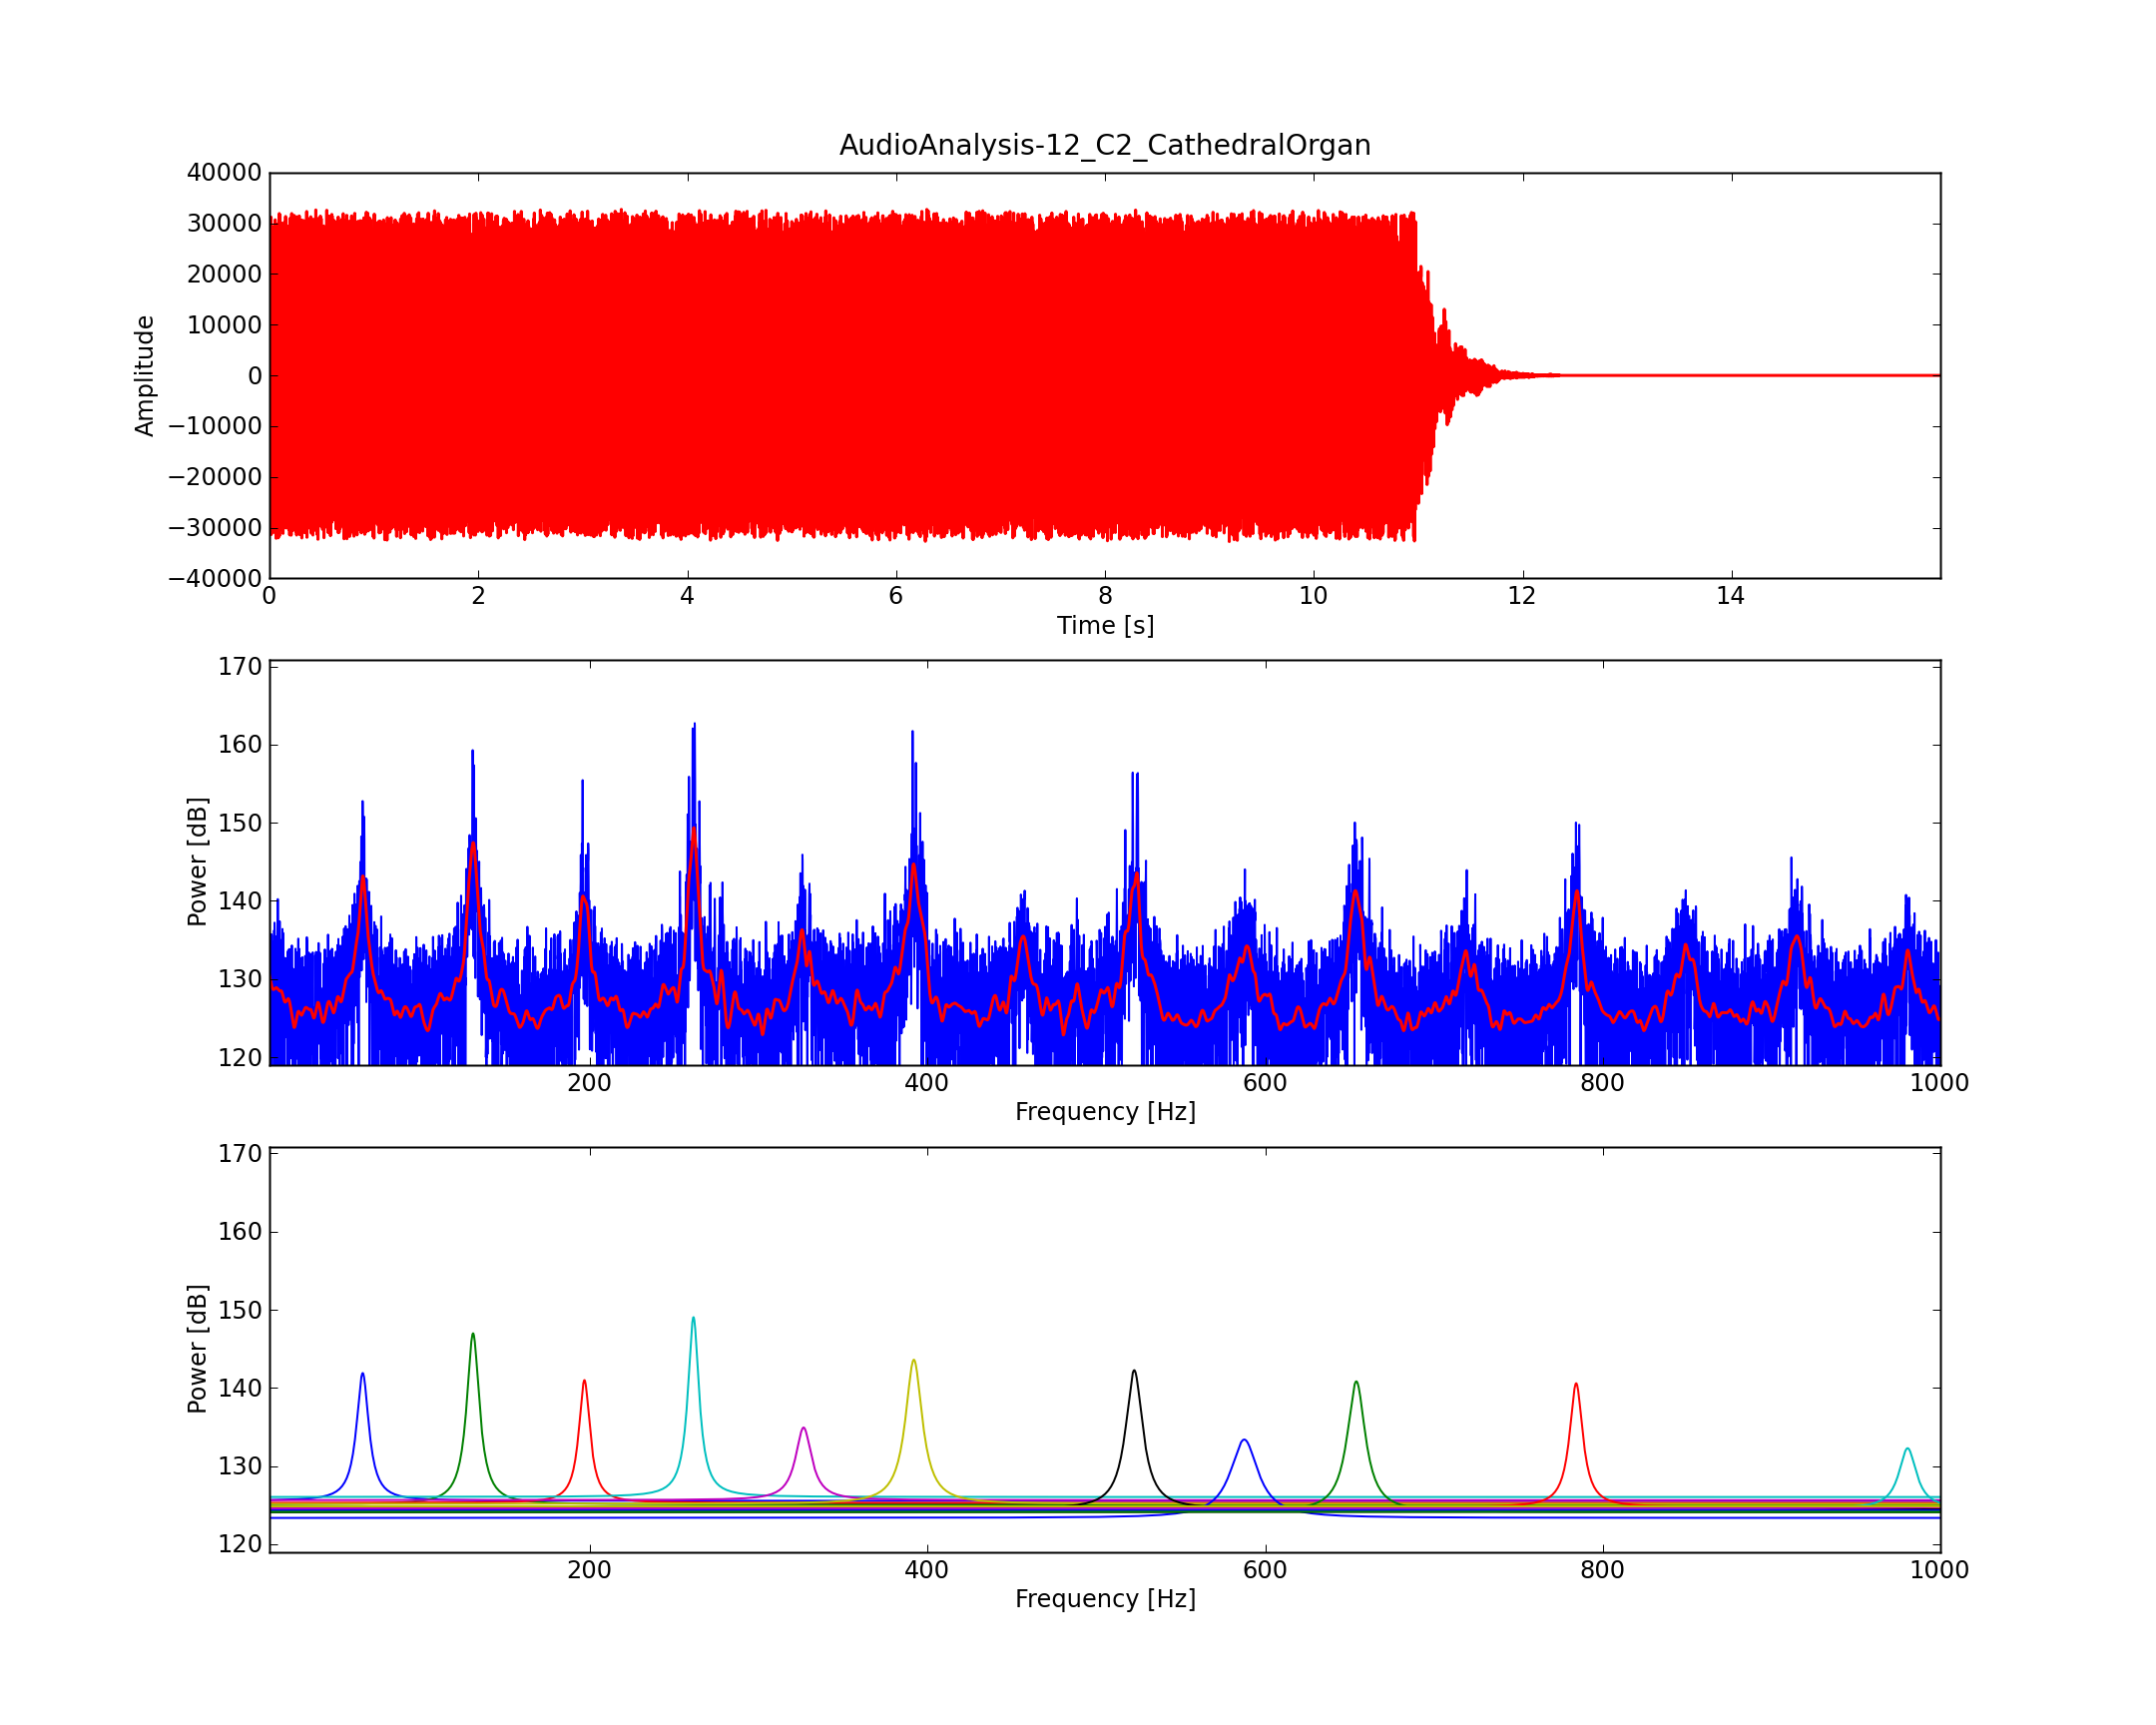 AudioAnalysis-12_C2_CathedralOrgan
40000
30000
20000
10000
0
−10000
−20000
−30000
−40000
Amplitude
0 2 4 6 8 10 12 14
Time [s]
170
160
150
140
130
120
Power [dB]
200 400 600 800 1000
Frequency [Hz]
170
160
150
140
130
120
Power [dB]
200 400 600 800 1000
Frequency [Hz]